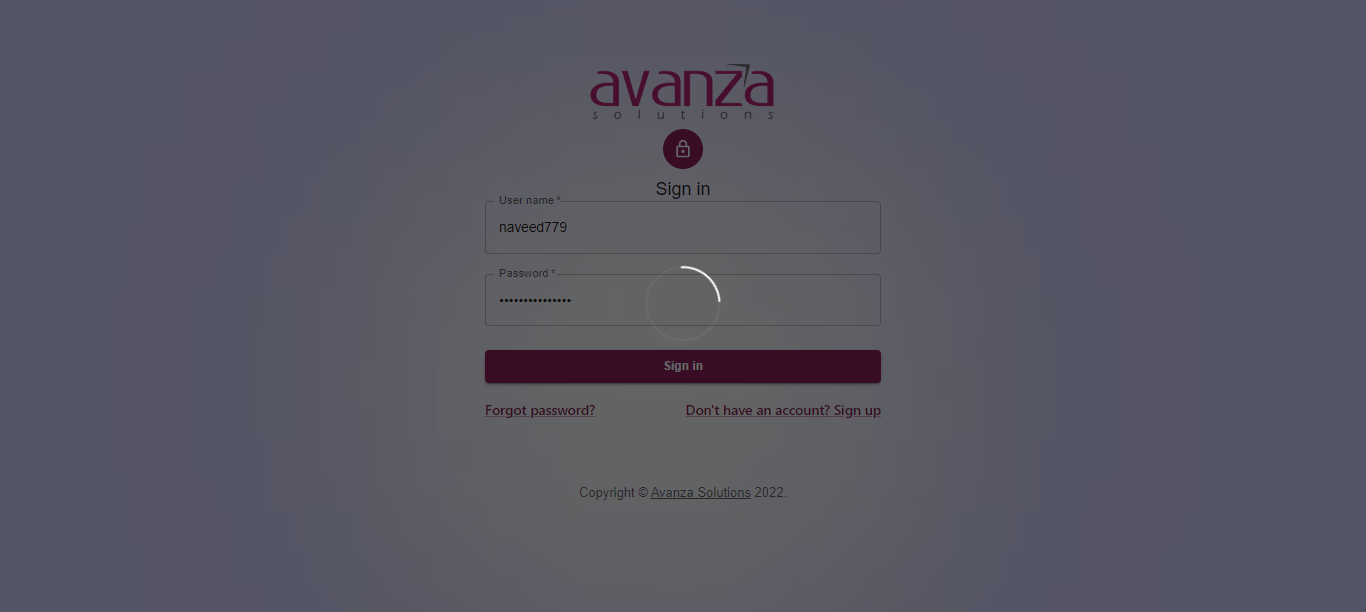 avanza
solutions
Sign in
User name *
naveed779
Password *
•••••••••••••••
Sign in
Forgot password? Don't have an account? Sign up
Copyright © Avanza Solutions 2022.